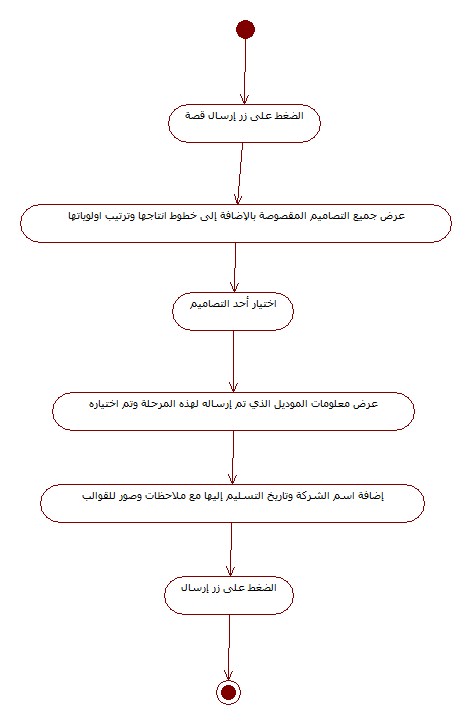 الضغط على زر إرسال قصة
عرض جميع التصاميم المقصوصة بالإضافة إلى خطوط انتاجها وترتيب اولوياتها
اختيار أحد التصاميم
عرض معلومات الموديل الذي تم إرساله لهذه المرحلة وتم اختياره
إضافة اسم الشركة وتاريخ التسليم إليها مع ملاحظات وصور للقوالب
الضغط على زر إرسال